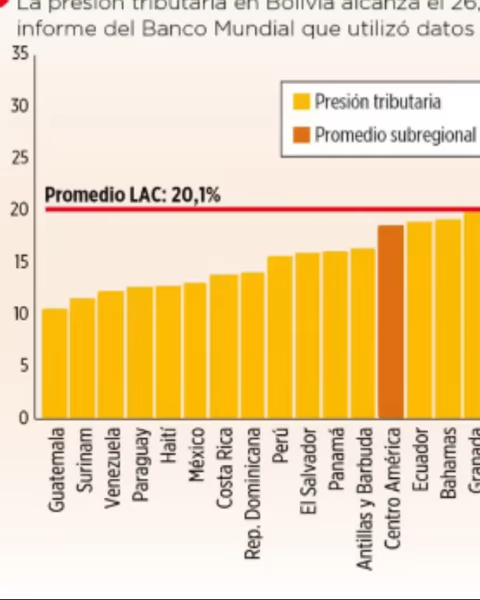 La presión tributaria en Bolivia alcanza el 26,
informe del Banco Mundial que utilizó datos
35
30
25
20
15
10
5
0
Presión tributaria
Promedio subregional
Promedio LAC: 20,1%
Guatemala
Surinam
Venezuela
Paraguay
Haití
México
Costa Rica
Rep. Dominicana
Perú
El Salvador
Panamá
Antillas y Barbuda
Centro América
Ecuador
Bahamas
Granada